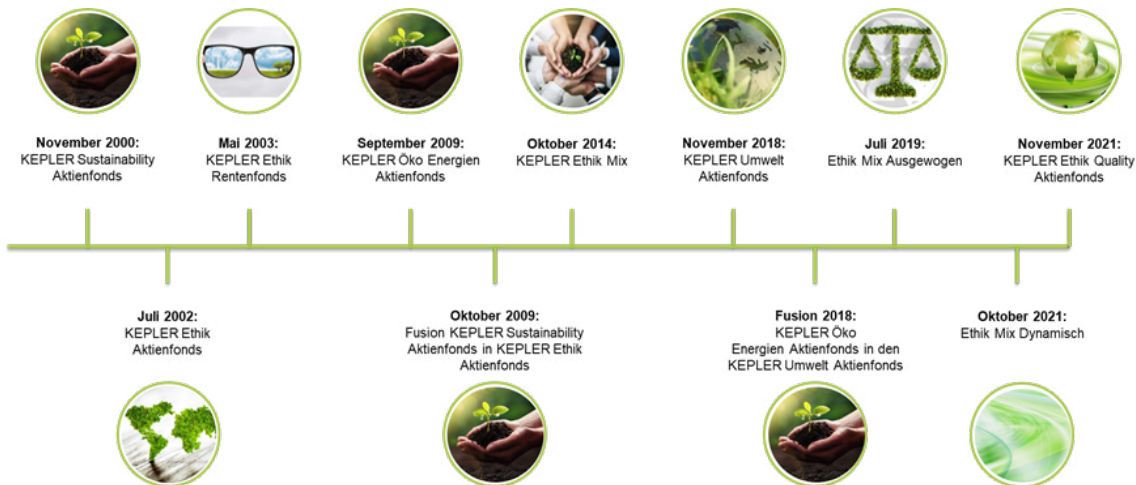 November 2000:
KEPLER Sustainability
Aktienfonds
Mai 2003:
KEPLER Ethik
Rentenfonds
September 2009:
KEPLER Öko Energien
Aktienfonds
Oktober 2014:
KEPLER Ethik Mix
November 2018:
KEPLER Umwelt
Aktienfonds
Juli 2019:
Ethik Mix Ausgewogen
November 2021:
KEPLER Ethik Quality
Aktienfonds
Juli 2002:
KEPLER Ethik
Aktienfonds
Oktober 2009:
Fusion KEPLER Sustainability
Aktienfonds in KEPLER Ethik
Aktienfonds
Fusion 2018:
KEPLER Öko
Energien Aktienfonds in den
KEPLER Umwelt Aktienfonds
Oktober 2021:
Ethik Mix Dynamisch